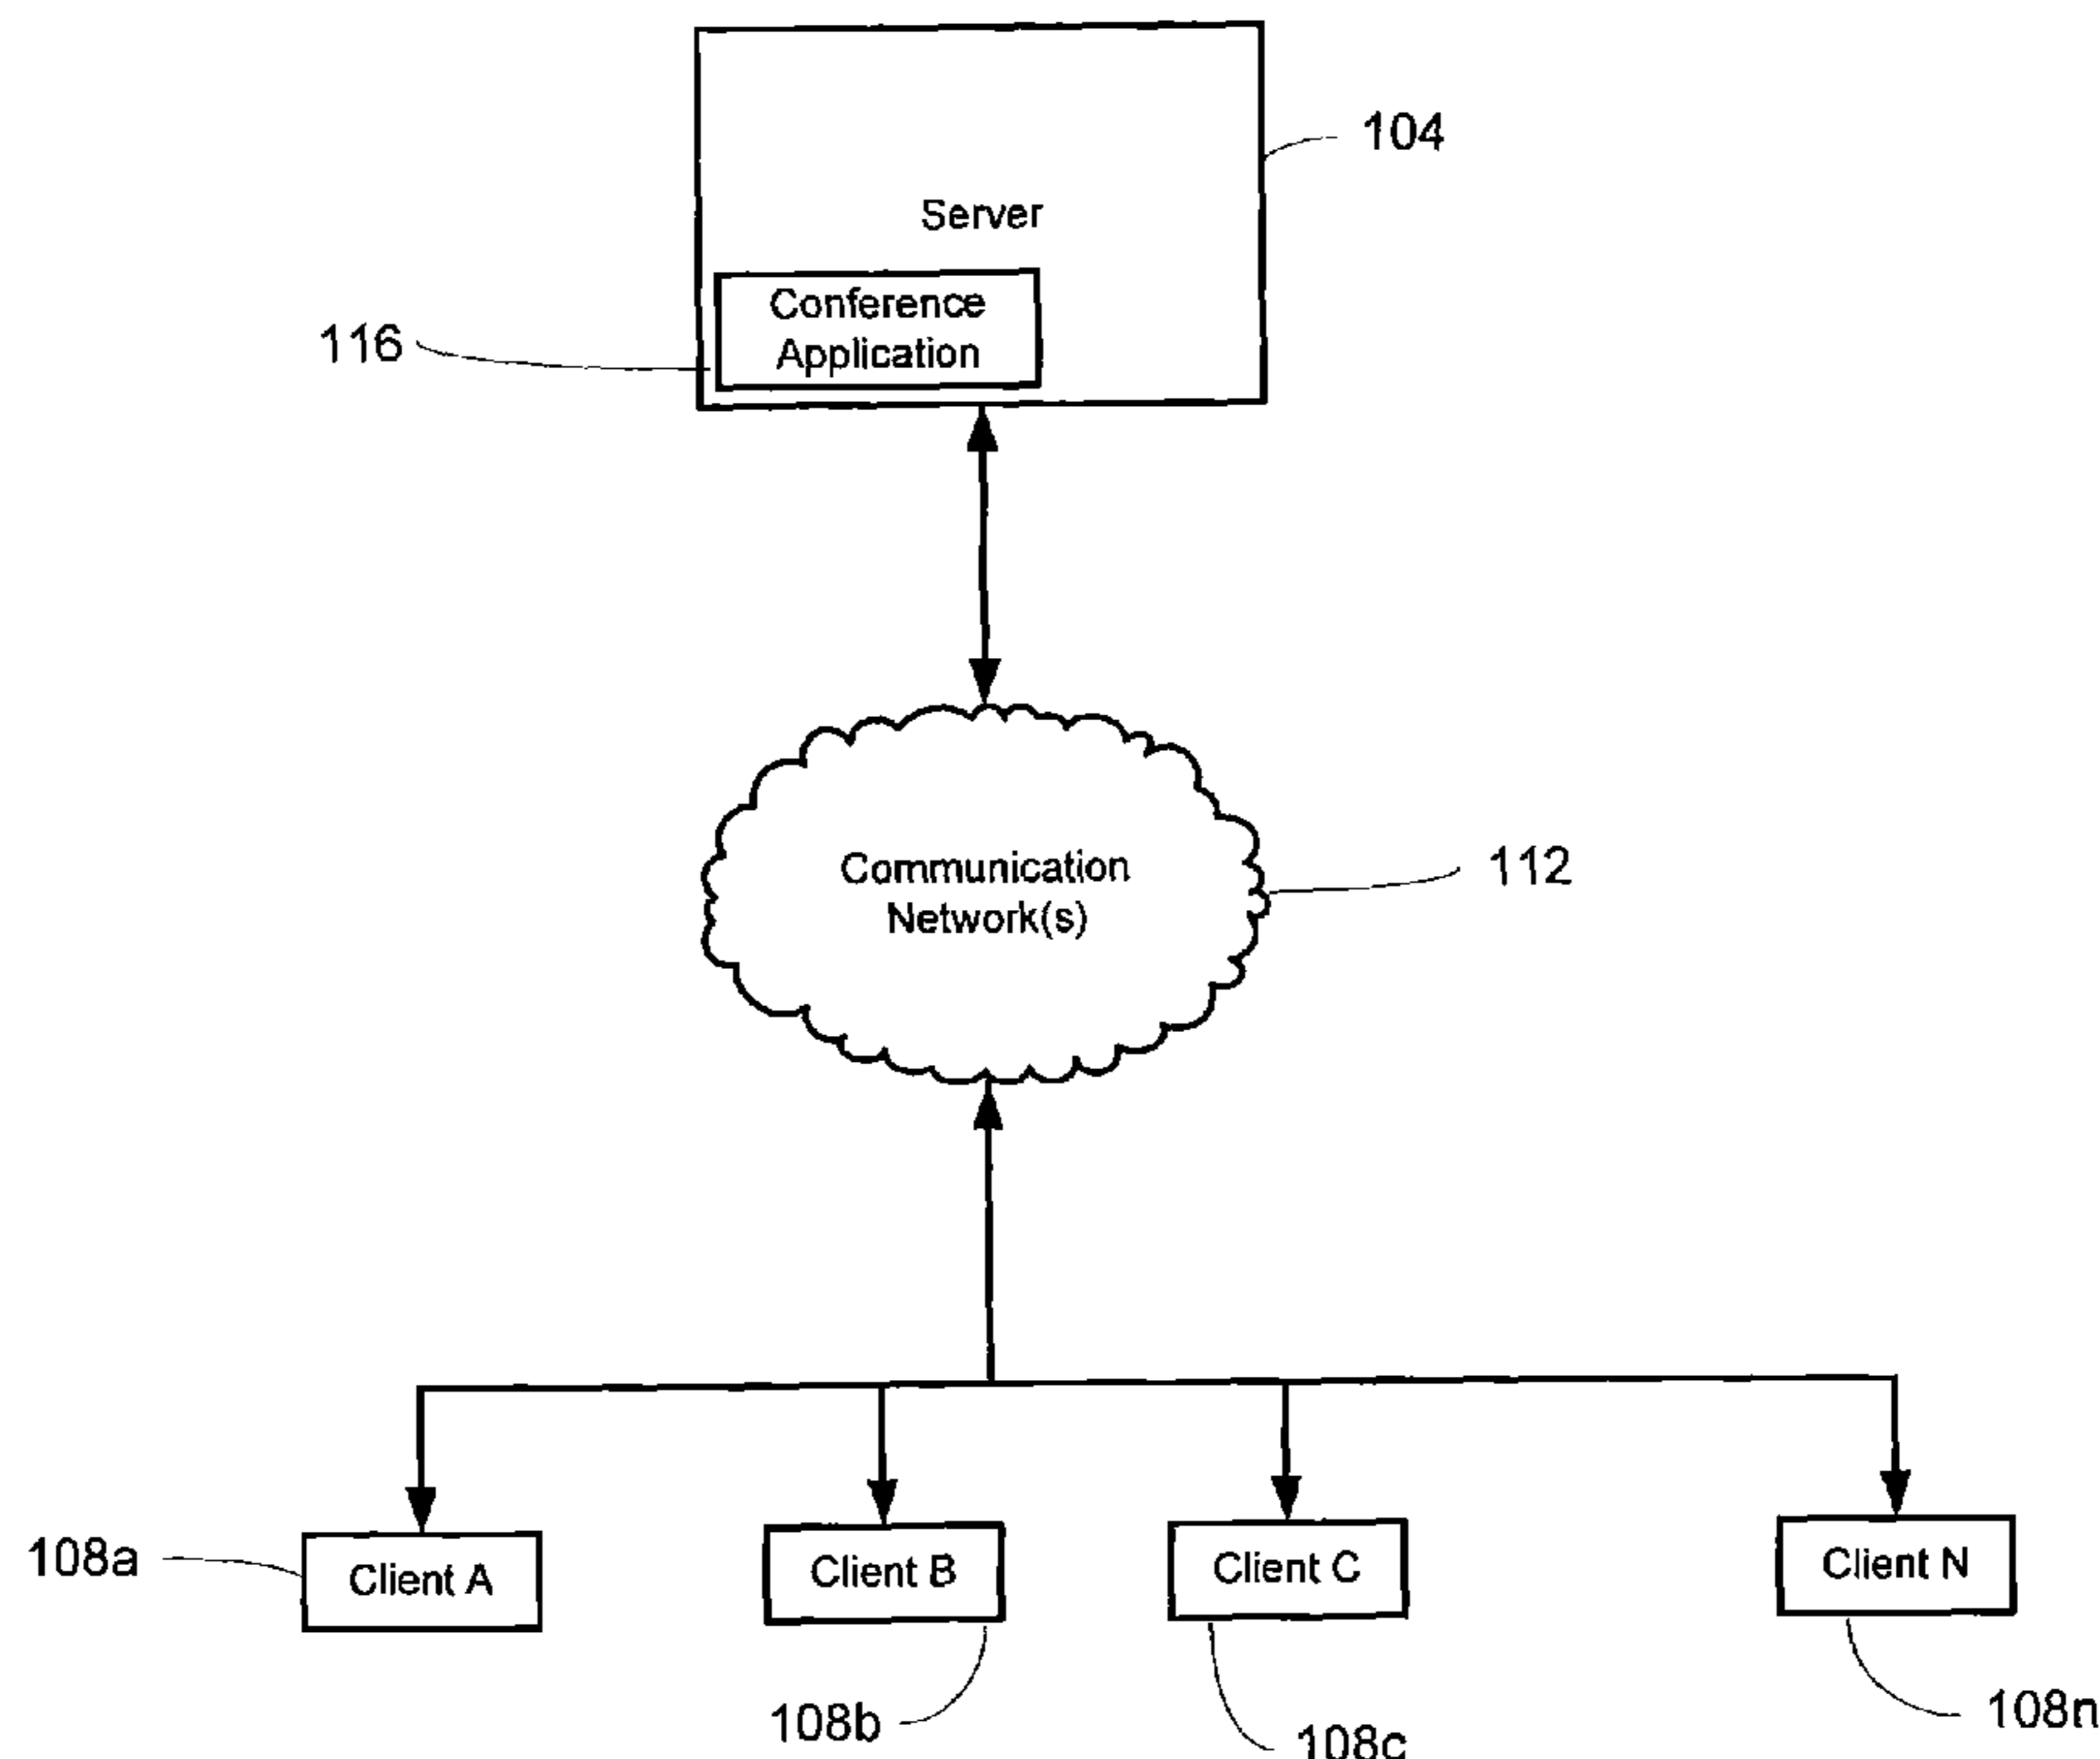 104
Server
Conference
Application
116
Communication
Network(s)
112
108a
Client A
Client B
Client C
Client N
108b
108c
108n